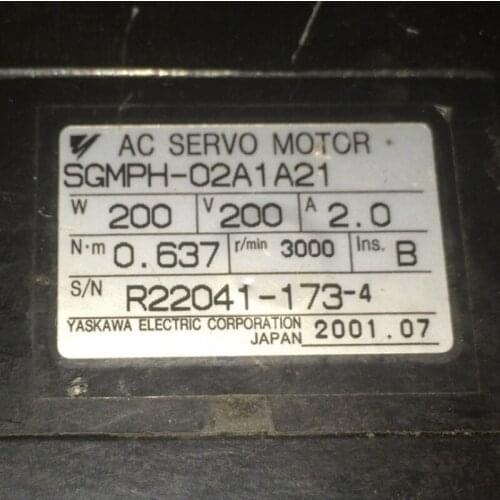 AC SERVO MOTOR
SGMPH-02A1A21
W 200 V 200 A 2.0
N·m 0.637 r/min 3000 Ins. B
S/N R22041-173-4
YASKAWA ELECTRIC CORPORATION
JAPAN 2001.07